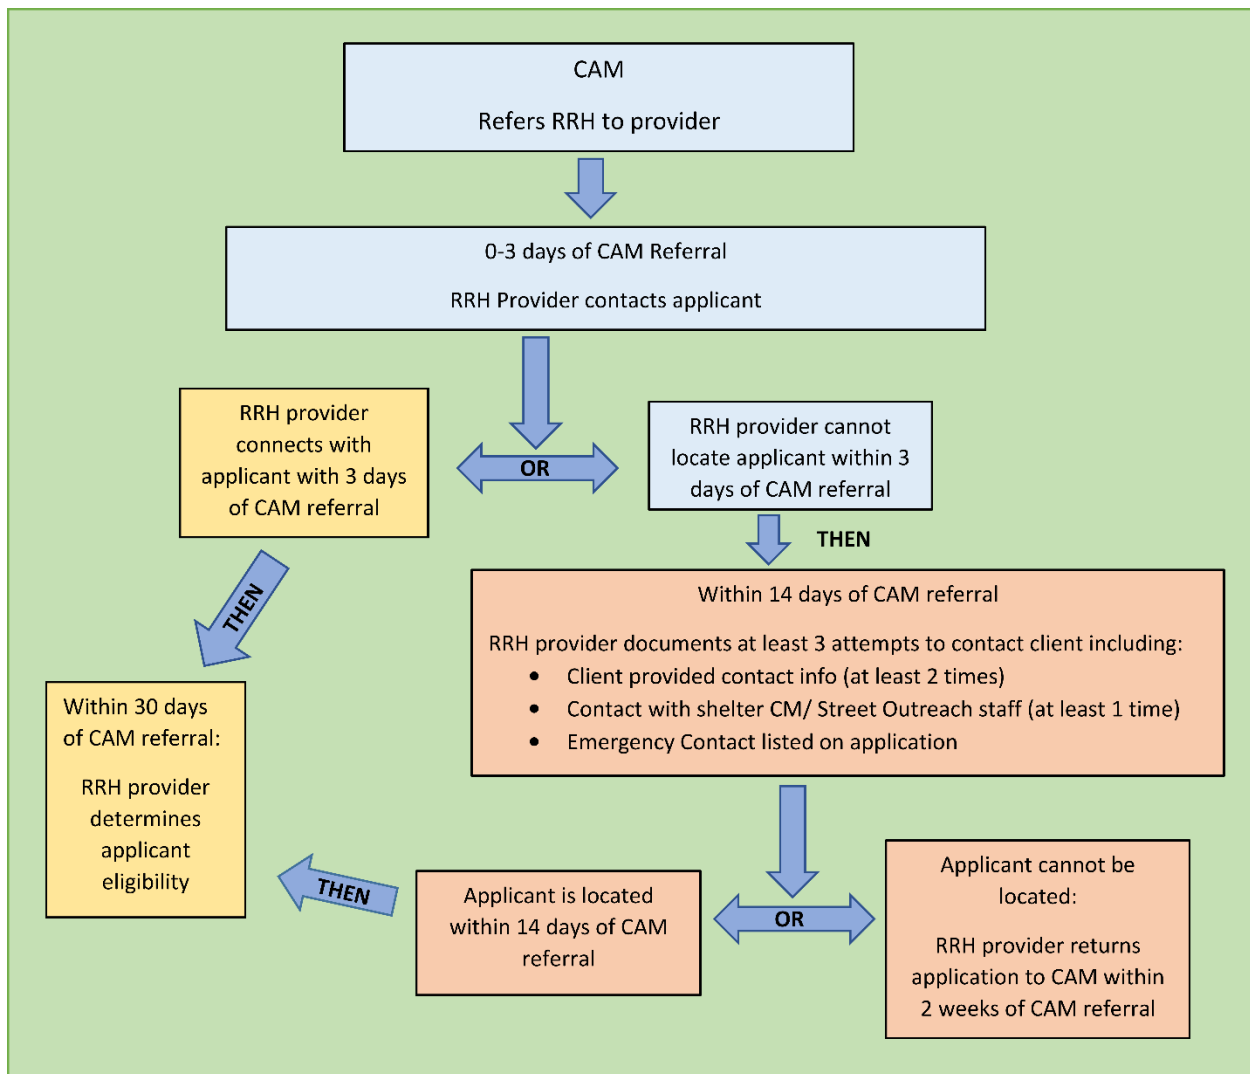 CAM
Refers RRH to provider
0-3 days of CAM Referral
RRH Provider contacts applicant
RRH provider
connects with
applicant with 3 days
of CAM referral
OR
RRH provider cannot
locate applicant within 3
days of CAM referral
THEN
THEN
Within 14 days of CAM referral
RRH provider documents at least 3 attempts to contact client including:
• Client provided contact info (at least 2 times)
• Contact with shelter CM/ Street Outreach staff (at least 1 time)
• Emergency Contact listed on application
Within 30 days
of CAM referral:
RRH provider
determines
applicant
eligibility
THEN
Applicant is located
within 14 days of CAM
referral
OR
Applicant cannot be
located:
RRH provider returns
application to CAM within
2 weeks of CAM referral